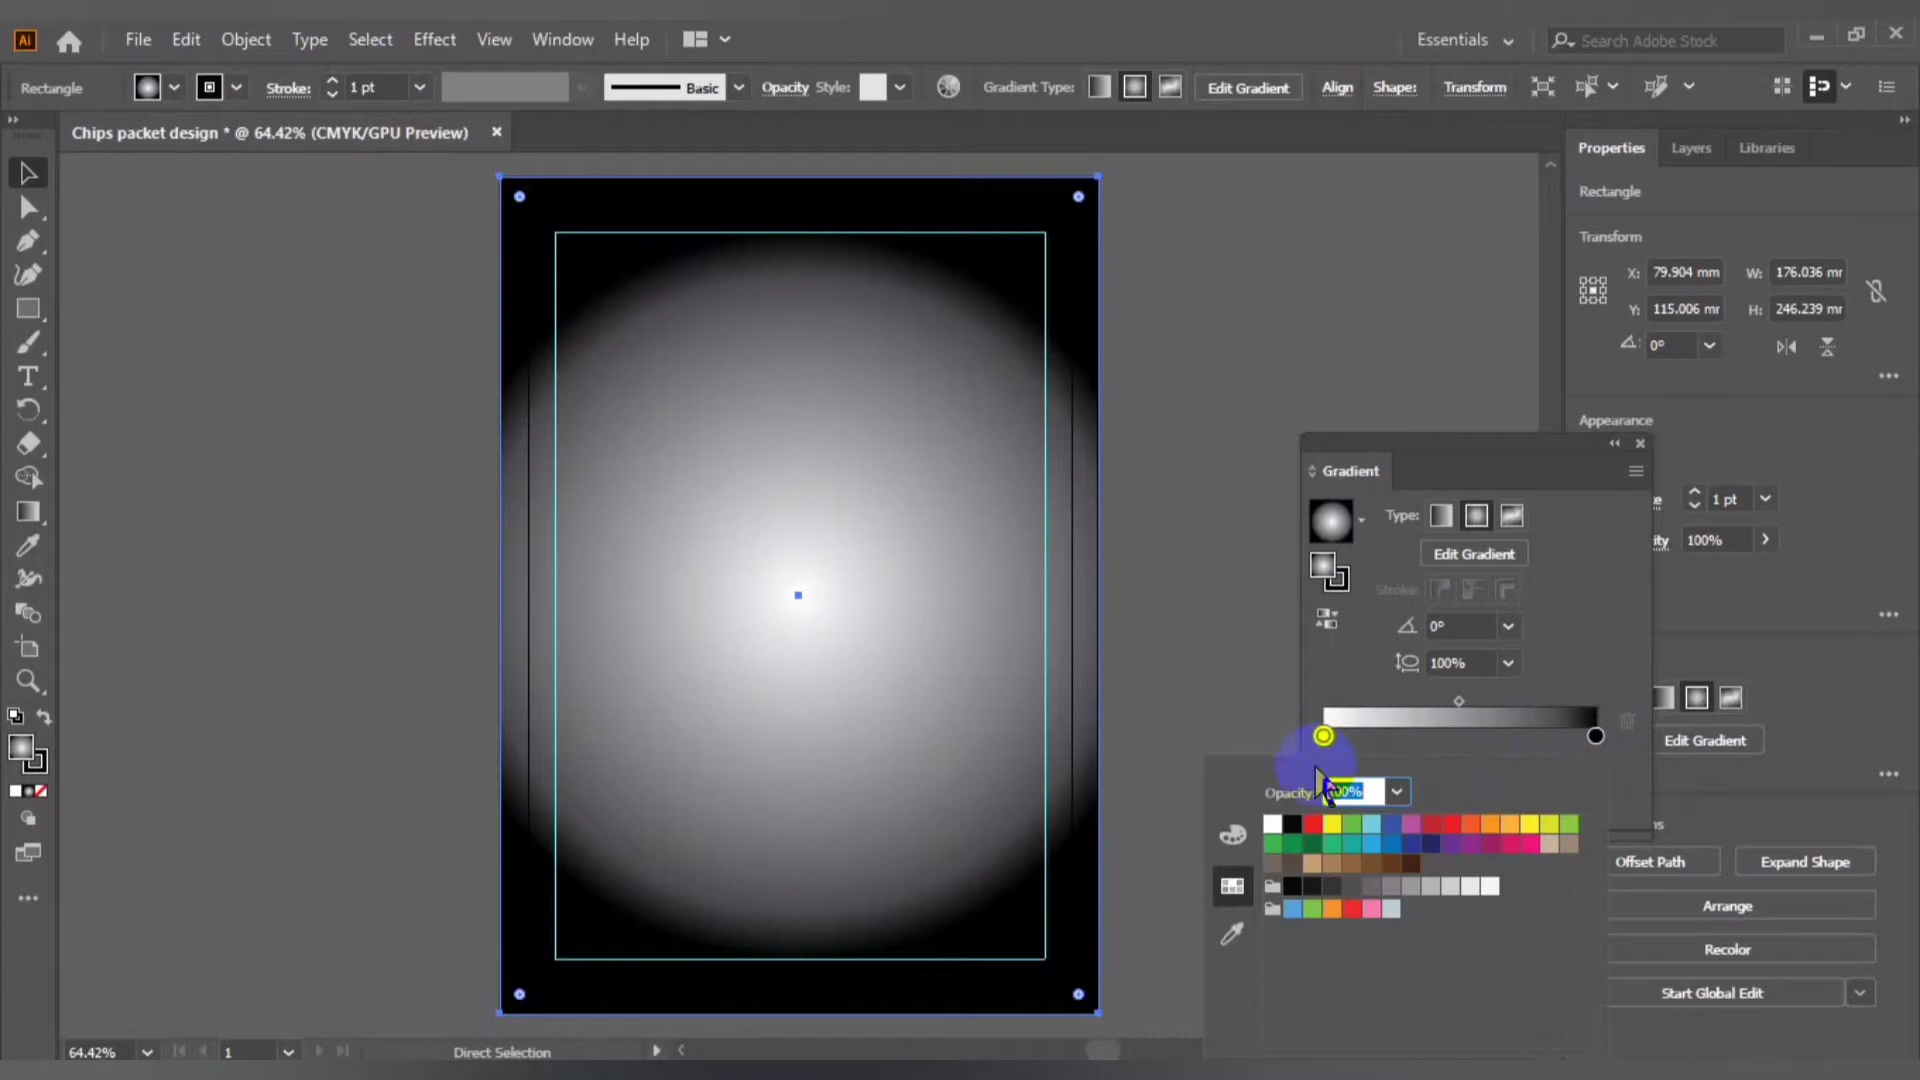 Ai File Edit Object Type Select Effect View Window Help Essentials Search Adobe Stock
Rectangle Stroke: 1 pt Basic Opacity Style: Gradient Type: Edit Gradient Align Shape: Transform
Chips packet design * @ 64.42% (CMYK/GPU Preview)
Properties Layers Libraries
Rectangle
Transform
X: 79.904 mm W: 176.036 mr
Y: 115.006 mr H: 246.239 mr
0°
Appearance
Gradient
1 pt
Type:
100%
Edit Gradient
Stroke:
0°
100%
Edit Gradient
Opacity: 100%
Offset Path Expand Shape
Arrange
Recolor
Start Global Edit
64.42% 1 Direct Selection